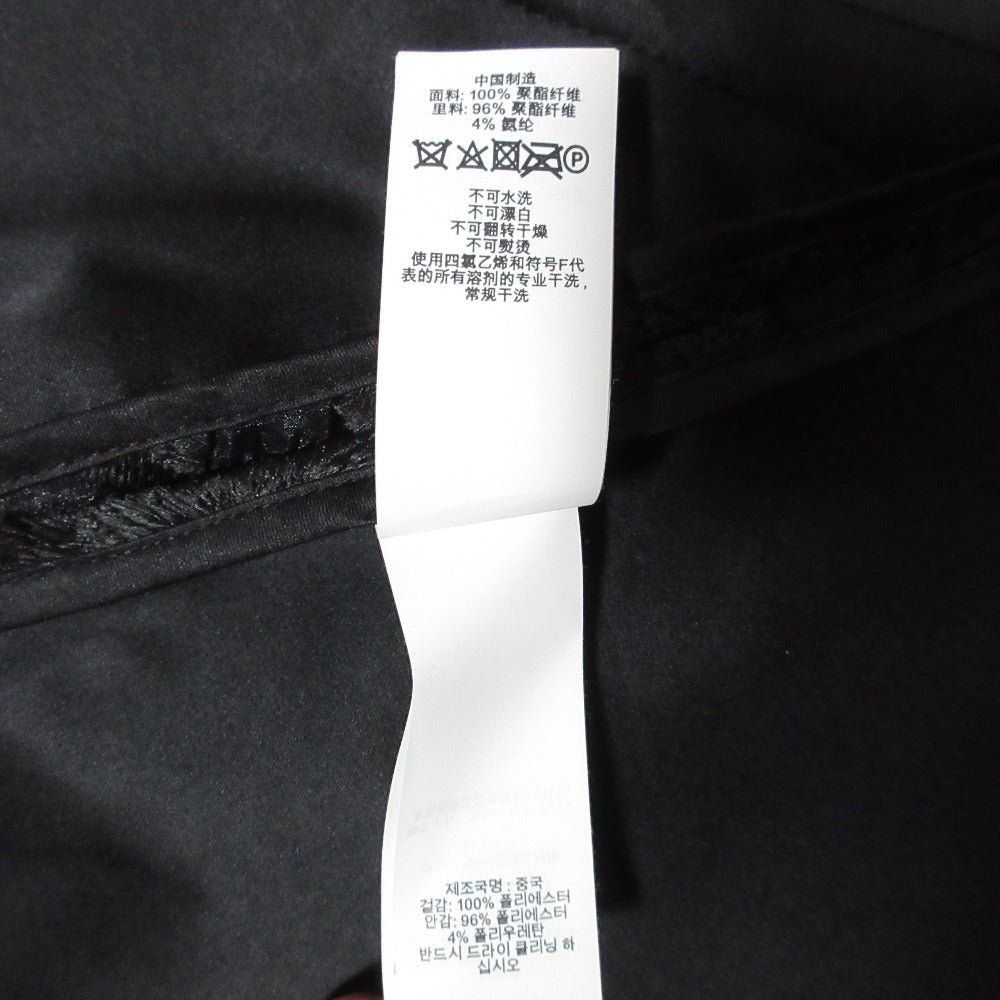 中国制造
面料: 100% 聚酯纤维
里料: 96% 聚酯纤维
4% 氨纶
P
不可水洗
不可漂白
不可翻转干燥
不可熨烫
使用四氯乙烯和符号F代
表的所有溶剂的专业干洗,
常规干洗
제조국명 : 중국
겉감: 100% 폴리에스터
안감: 96% 폴리에스터
4% 폴리우레탄
반드시 드라이 클리닝 하
십시오